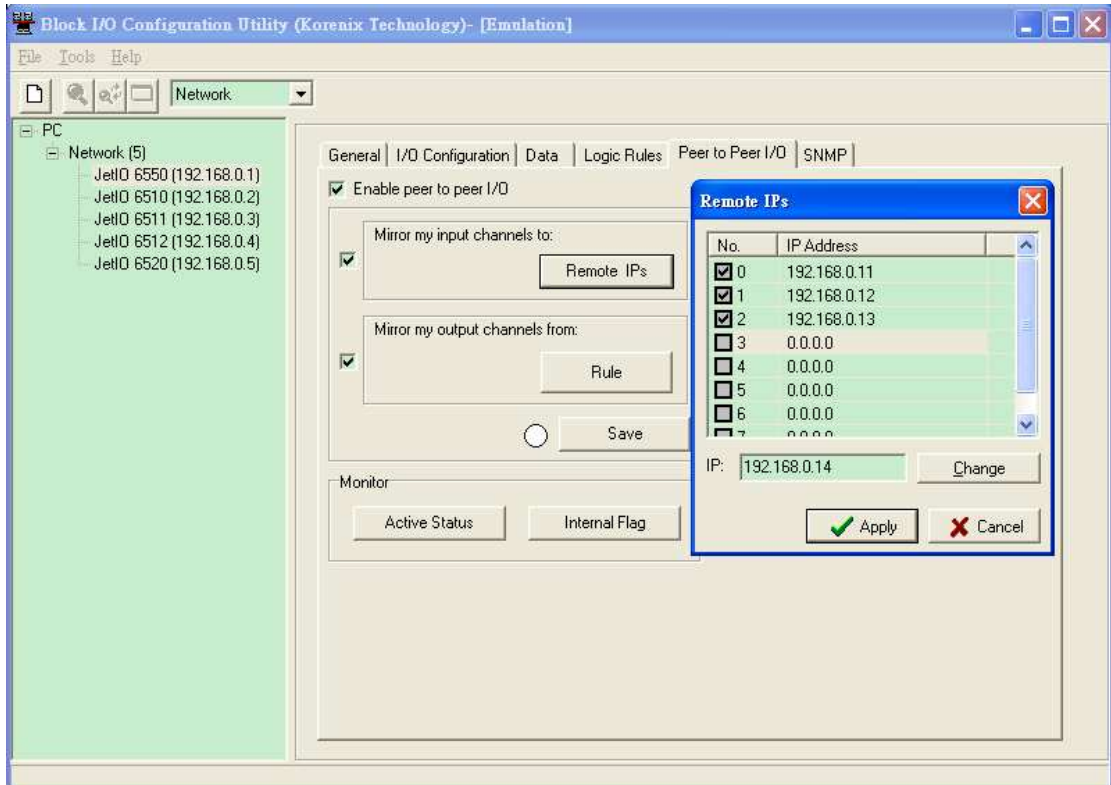 Block I/O Configuration Utility (Korenix Technology)- [Emulation]
File Tools Help
Network
PC
Network (5)
JetIO 6550 (192.168.0.1)
JetIO 6510 (192.168.0.2)
JetIO 6511 (192.168.0.3)
JetIO 6512 (192.168.0.4)
JetIO 6520 (192.168.0.5)
General I/O Configuration Data Logic Rules Peer to Peer I/O SNMP
Enable peer to peer I/O
Mirror my input channels to:
Remote IPs
Mirror my output channels from:
Rule
Save
Monitor
Active Status Internal Flag
Remote IPs
No. IP Address
0 192.168.0.11
1 192.168.0.12
2 192.168.0.13
3 0.0.0.0
4 0.0.0.0
5 0.0.0.0
6 0.0.0.0
7 0.0.0.0
IP: 192.168.0.14 Change
Apply Cancel